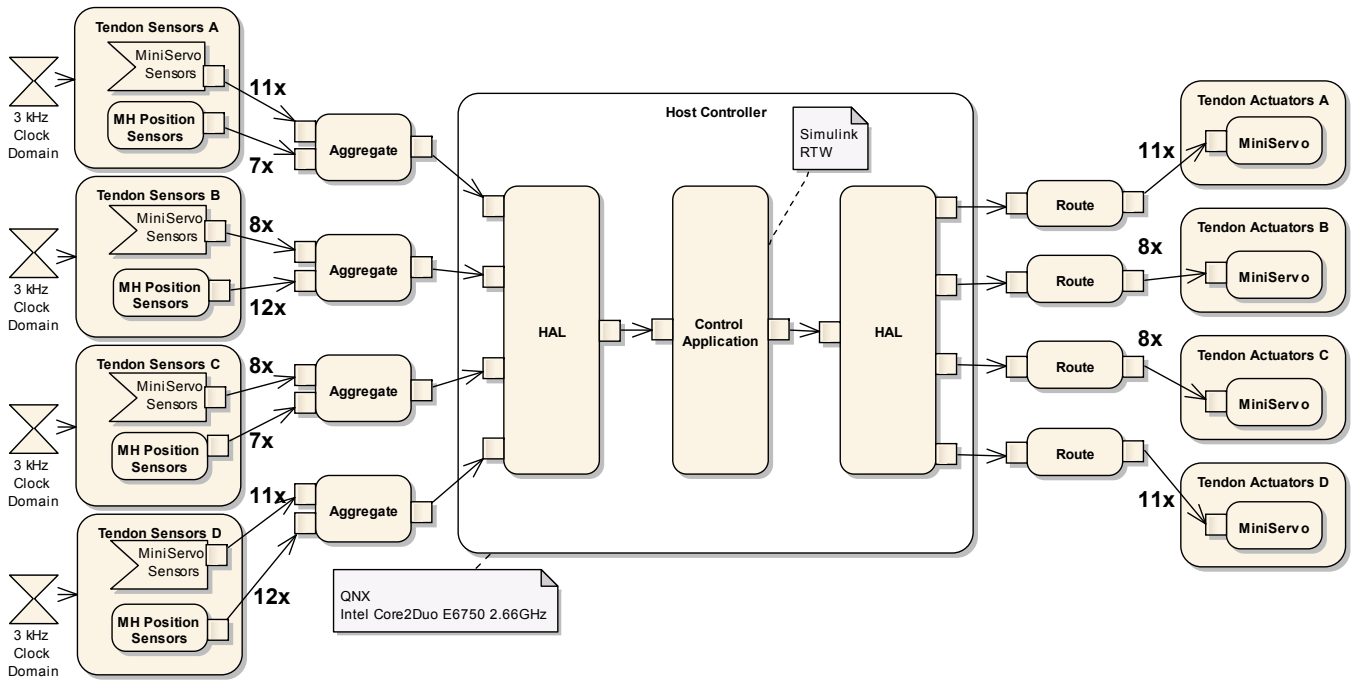 Tendon Sensors A
MiniServo
Sensors
MH Position
Sensors
3 kHz
Clock
Domain
11x
7x
Aggregate
Tendon Sensors B
MiniServo
Sensors
MH Position
Sensors
3 kHz
Clock
Domain
8x
12x
Aggregate
Tendon Sensors C
MiniServo
Sensors
MH Position
Sensors
3 kHz
Clock
Domain
8x
7x
Aggregate
Tendon Sensors D
MiniServo
Sensors
MH Position
Sensors
3 kHz
Clock
Domain
11x
12x
Aggregate
Host Controller
Simulink
RTW
HAL
Control
Application
HAL
QNX
Intel Core2Duo E6750 2.66GHz
Route
11x
Tendon Actuators A
MiniServo
Route
8x
Tendon Actuators B
MiniServo
Route
8x
Tendon Actuators C
MiniServo
Route
11x
Tendon Actuators D
MiniServo